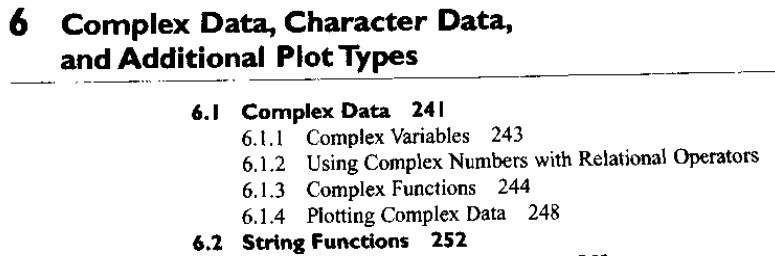 6 Complex Data, Character Data,
and Additional Plot Types
6.1 Complex Data 241
6.1.1 Complex Variables 243
6.1.2 Using Complex Numbers with Relational Operators
6.1.3 Complex Functions 244
6.1.4 Plotting Complex Data 248
6.2 String Functions 252